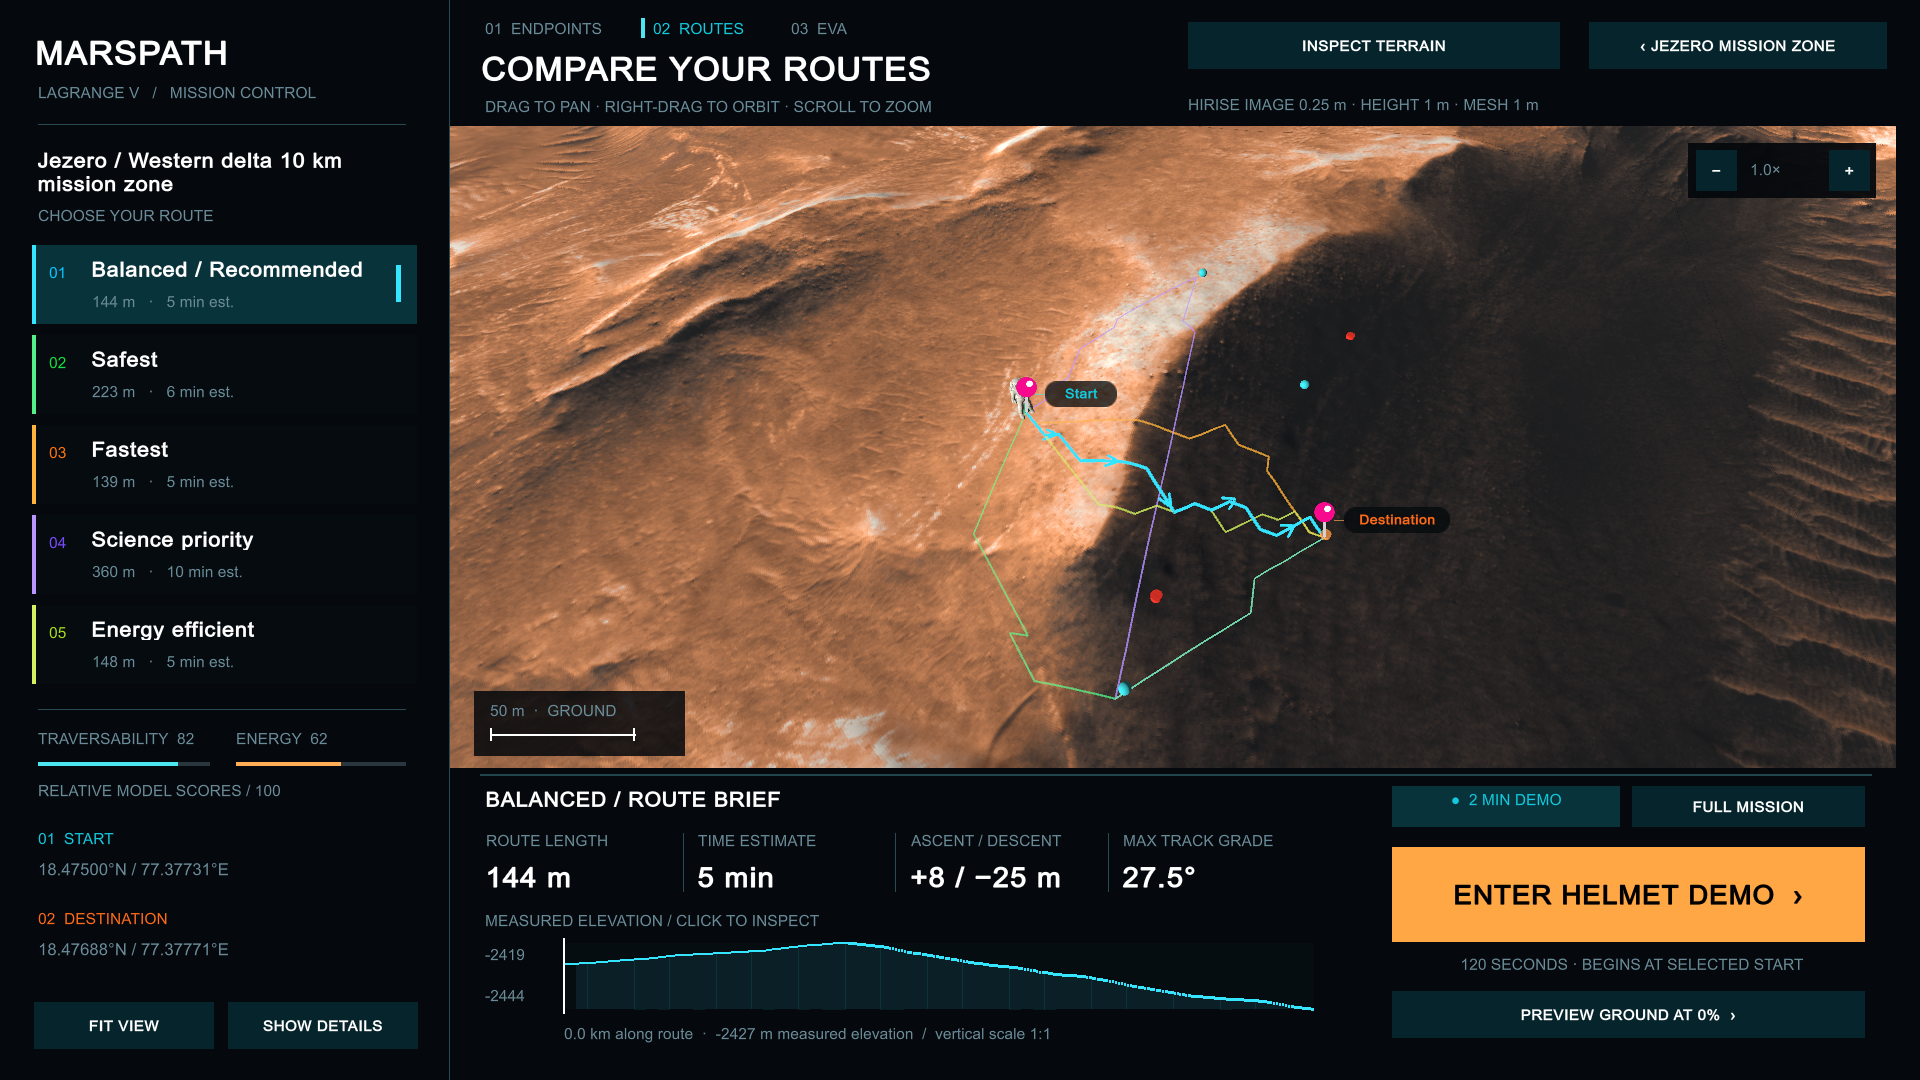 MARSPATH
LAGRANGE V / MISSION CONTROL
Jezero / Western delta 10 km
mission zone
CHOOSE YOUR ROUTE
01 Balanced / Recommended
144 m · 5 min est.
02 Safest
223 m · 6 min est.
03 Fastest
139 m · 5 min est.
04 Science priority
360 m · 10 min est.
05 Energy efficient
148 m · 5 min est.
TRAVERSABILITY 82 ENERGY 62
RELATIVE MODEL SCORES / 100
01 START
18.47500°N / 77.37731°E
02 DESTINATION
18.47688°N / 77.37771°E
FIT VIEW SHOW DETAILS
01 ENDPOINTS 02 ROUTES 03 EVA
COMPARE YOUR ROUTES
DRAG TO PAN · RIGHT-DRAG TO ORBIT · SCROLL TO ZOOM
INSPECT TERRAIN ‹ JEZERO MISSION ZONE
HIRISE IMAGE 0.25 m · HEIGHT 1 m · MESH 1 m
− 1.0× +
Start
Destination
50 m · GROUND
BALANCED / ROUTE BRIEF
ROUTE LENGTH TIME ESTIMATE ASCENT / DESCENT MAX TRACK GRADE
144 m 5 min +8 / −25 m 27.5°
MEASURED ELEVATION / CLICK TO INSPECT
-2419
-2444
0.0 km along route · -2427 m measured elevation / vertical scale 1:1
● 2 MIN DEMO FULL MISSION
ENTER HELMET DEMO ›
120 SECONDS · BEGINS AT SELECTED START
PREVIEW GROUND AT 0% ›